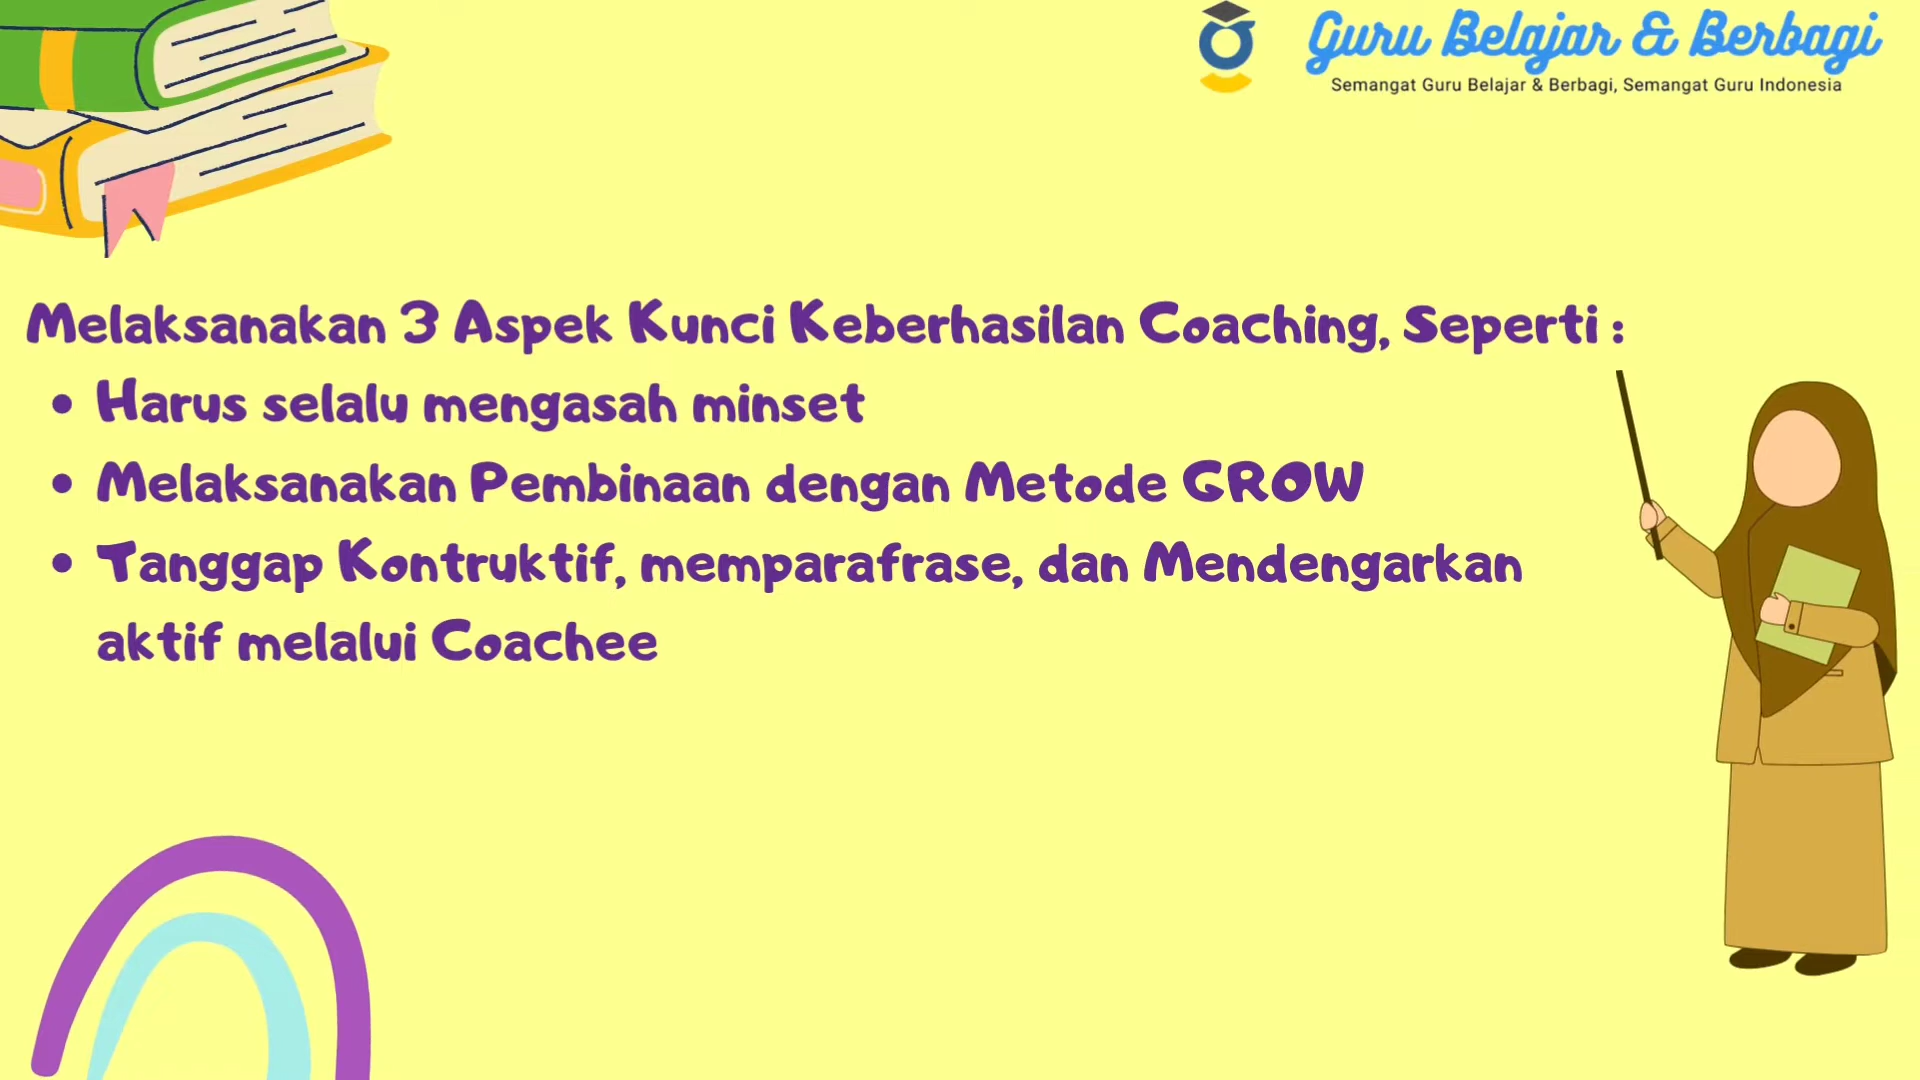 Guru Belajar & Berbagi
Semangat Guru Belajar & Berbagi, Semangat Guru Indonesia
Melaksanakan 3 Aspek Kunci Keberhasilan Coaching, Seperti :
• Harus selalu mengasah minset
• Melaksanakan Pembinaan dengan Metode GROW
• Tanggap Kontruktif, memparafrase, dan Mendengarkan
aktif melalui Coachee